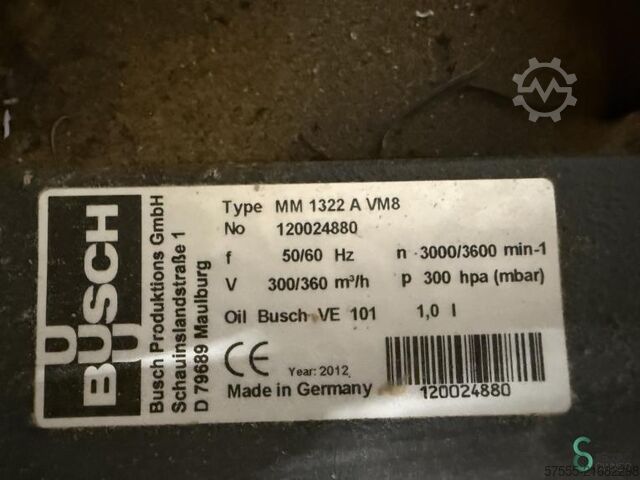 BUSCH
Busch Produktions GmbH
Schauinslandstraße 1
D 79689 Maulburg
Type MM 1322 A VM8
No 120024880
f 50/60 Hz n 3000/3600 min-1
V 300/360 m³/h p 300 hpa (mbar)
Oil Busch VE 101 1,0 l
CE Year: 2012
Made in Germany 120024880
57555-21682298